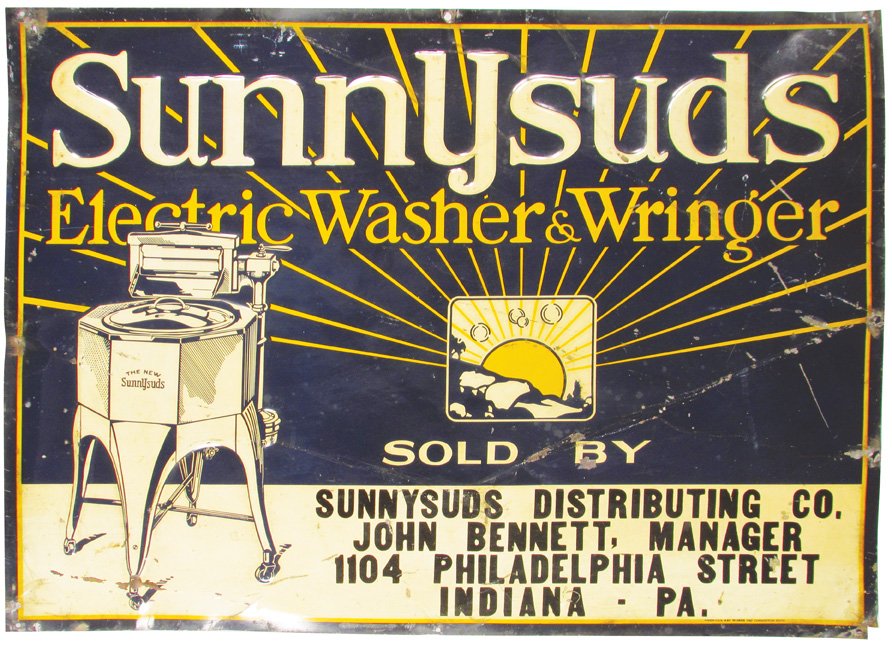 SunnYsuds
Electric Washer & Wringer
THE NEW
SunnYsuds
SOLD BY
SUNNYSUDS DISTRIBUTING CO.
JOHN BENNETT, MANAGER
1104 PHILADELPHIA STREET
INDIANA - PA.